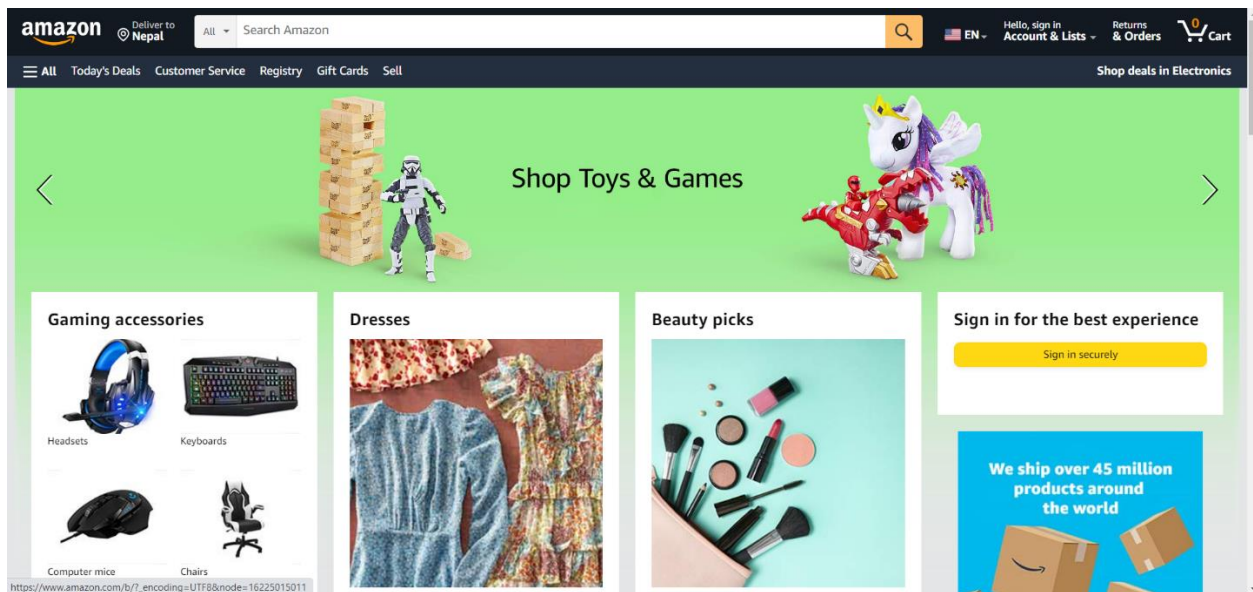 amazon
Deliver to
Nepal
All
Search Amazon
EN
Hello, sign in
Account & Lists
Returns
& Orders
0
Cart
All
Today's Deals
Customer Service
Registry
Gift Cards
Sell
Shop deals in Electronics
Shop Toys & Games
Gaming accessories
Headsets
Keyboards
Computer mice
Chairs
Dresses
Beauty picks
Sign in for the best experience
Sign in securely
We ship over 45 million
products around
the world
https://www.amazon.com/b/?_encoding=UTF8&node=16225015011